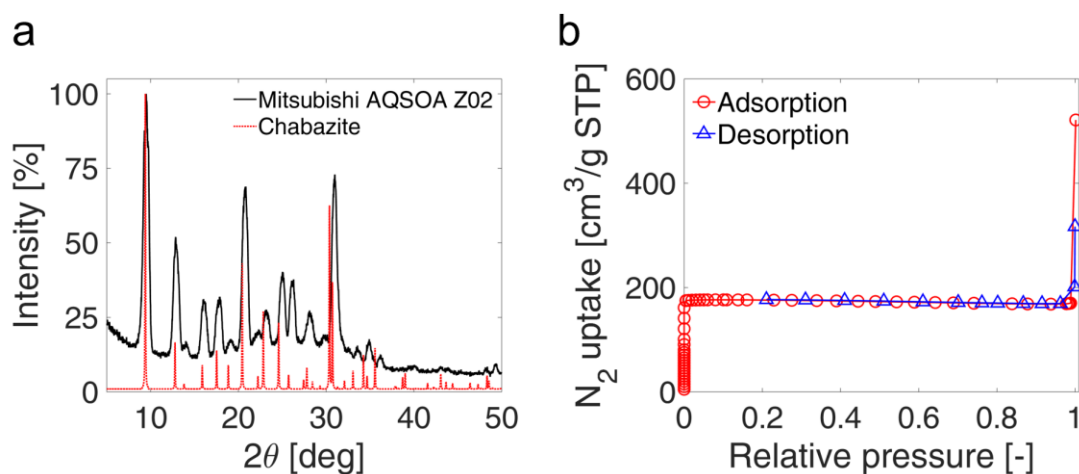 a
Intensity [%]
100
75
50
25
0
10
20
30
40
50
2θ [deg]
Mitsubishi AQSOA Z02
Chabazite
b
N2 uptake [cm3/g STP]
600
400
200
0
0
0.2
0.4
0.6
0.8
1
Relative pressure [-]
Adsorption
Desorption